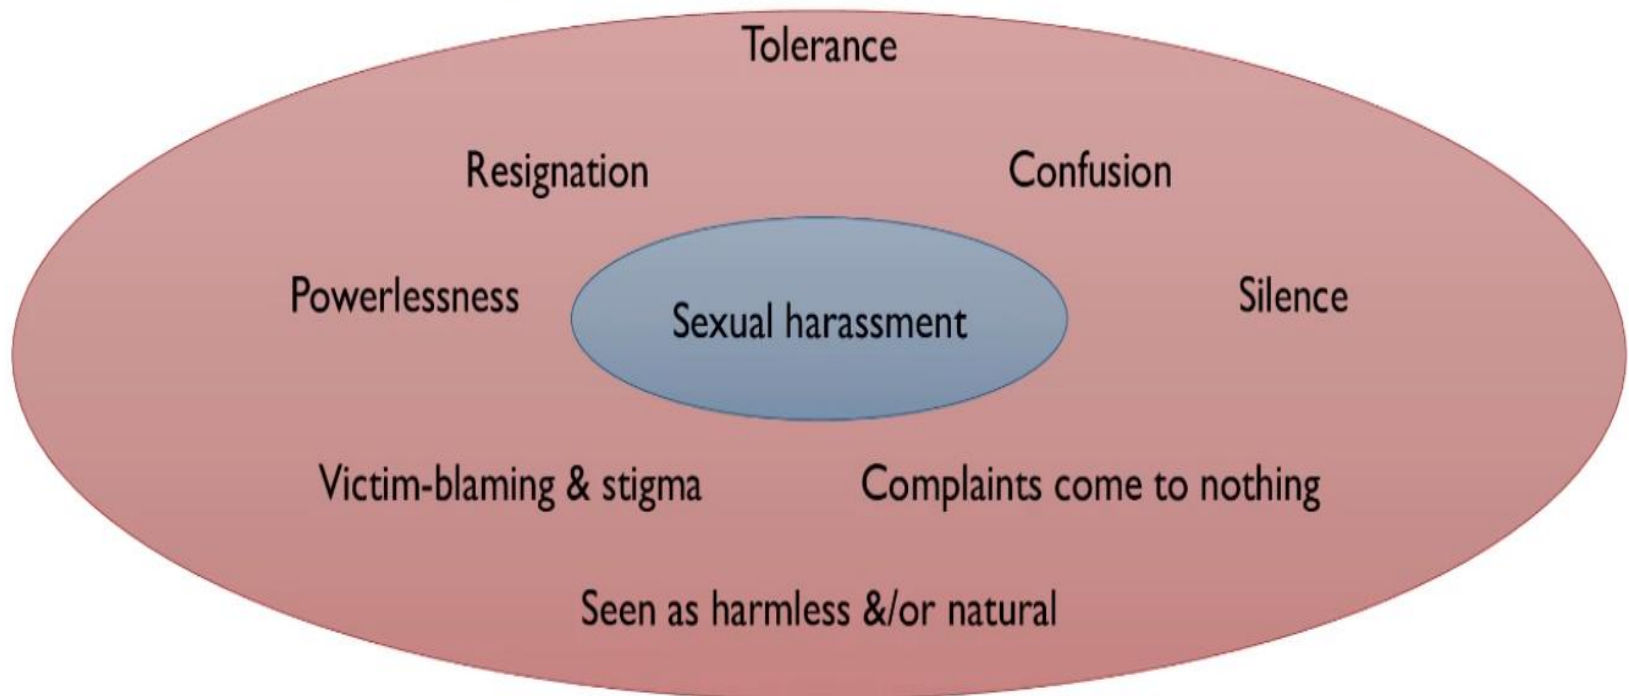 Tolerance
Resignation
Confusion
Powerlessness
Silence
Sexual harassment
Victim-blaming & stigma
Complaints come to nothing
Seen as harmless &/or natural